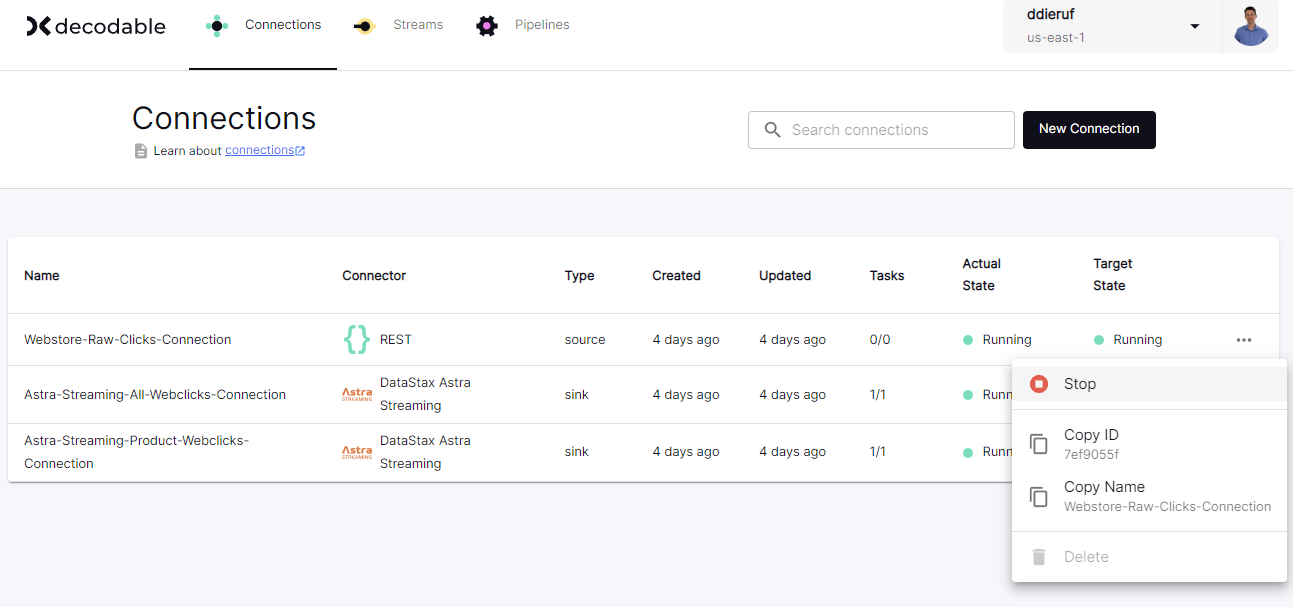 decodable
Connections
Streams
Pipelines
ddieruf
us-east-1
Connections
Learn about connections
Search connections
New Connection
Name
Connector
Type
Created
Updated
Tasks
Actual
State
Target
State
Webstore-Raw-Clicks-Connection
REST
source
4 days ago
4 days ago
0/0
Running
Running
Astra-Streaming-All-Webclicks-Connection
Astra
STREAMING
DataStax Astra
Streaming
sink
4 days ago
4 days ago
1/1
Runn
Astra-Streaming-Product-Webclicks-
Connection
Astra
STREAMING
DataStax Astra
Streaming
sink
4 days ago
4 days ago
1/1
Runn
Stop
Copy ID
7ef9055f
Copy Name
Webstore-Raw-Clicks-Connection
Delete